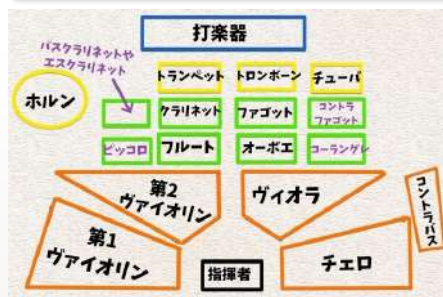 打楽器
バスクラリネットや
エスクラリネット
トランペット
トロンボーン
チューバ
ホルン
クラリネット
ファゴット
コントラ
ファゴット
ピッコロ
フルート
オーボエ
コーラングレ
第2
ヴァイオリン
ヴィオラ
コントラバス
第1
ヴァイオリン
指揮者
チェロ